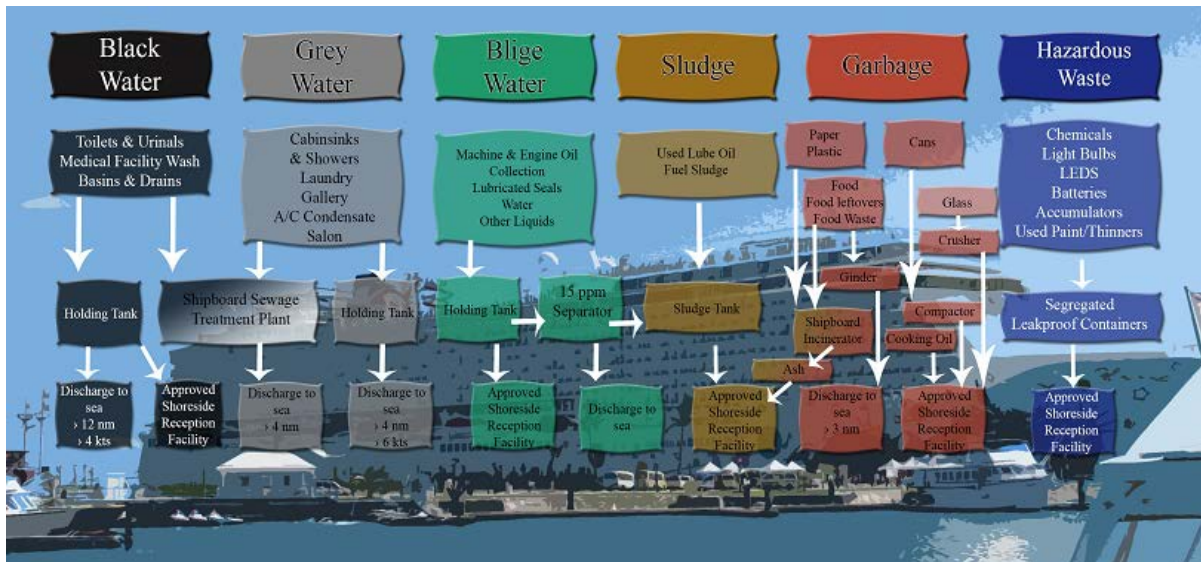 Black
Water
Grey
Water
Blige
Water
Sludge
Garbage
Hazardous
Waste
Toilets & Urinals
Medical Facility Wash
Basins & Drains
Cabinsinks
& Showers
Laundry
Gallery
A/C Condensate
Salon
Machine & Engine Oil
Collection
Lubricated Seals
Water
Other Liquids
Used Lube Oil
Fuel Sludge
Paper
Plastic
Cans
Food
Food leftovers
Food Waste
Glass
Crusher
Chemicals
Light Bulbs
LEDS
Batteries
Accumulators
Used Paint/Thinners
Ginder
Holding Tank
Shipboard Sewage
Treatment Plant
Holding Tank
Holding Tank
15 ppm
Separator
Sludge Tank
Shipboard
Incinerator
Compactor
Cooking Oil
Segregated
Leakproof Containers
Ash
Discharge to
sea
> 12 nm
> 4 kts
Approved
Shoreside
Reception
Facility
Discharge to
sea
> 4 nm
Discharge to
sea
> 4 nm
> 6 kts
Approved
Shoreside
Reception
Facility
Discharge to
sea
Approved
Shoreside
Reception
Facility
Discharge to
sea
> 3 nm
Approved
Shoreside
Reception
Facility
Approved
Shoreside
Reception
Facility